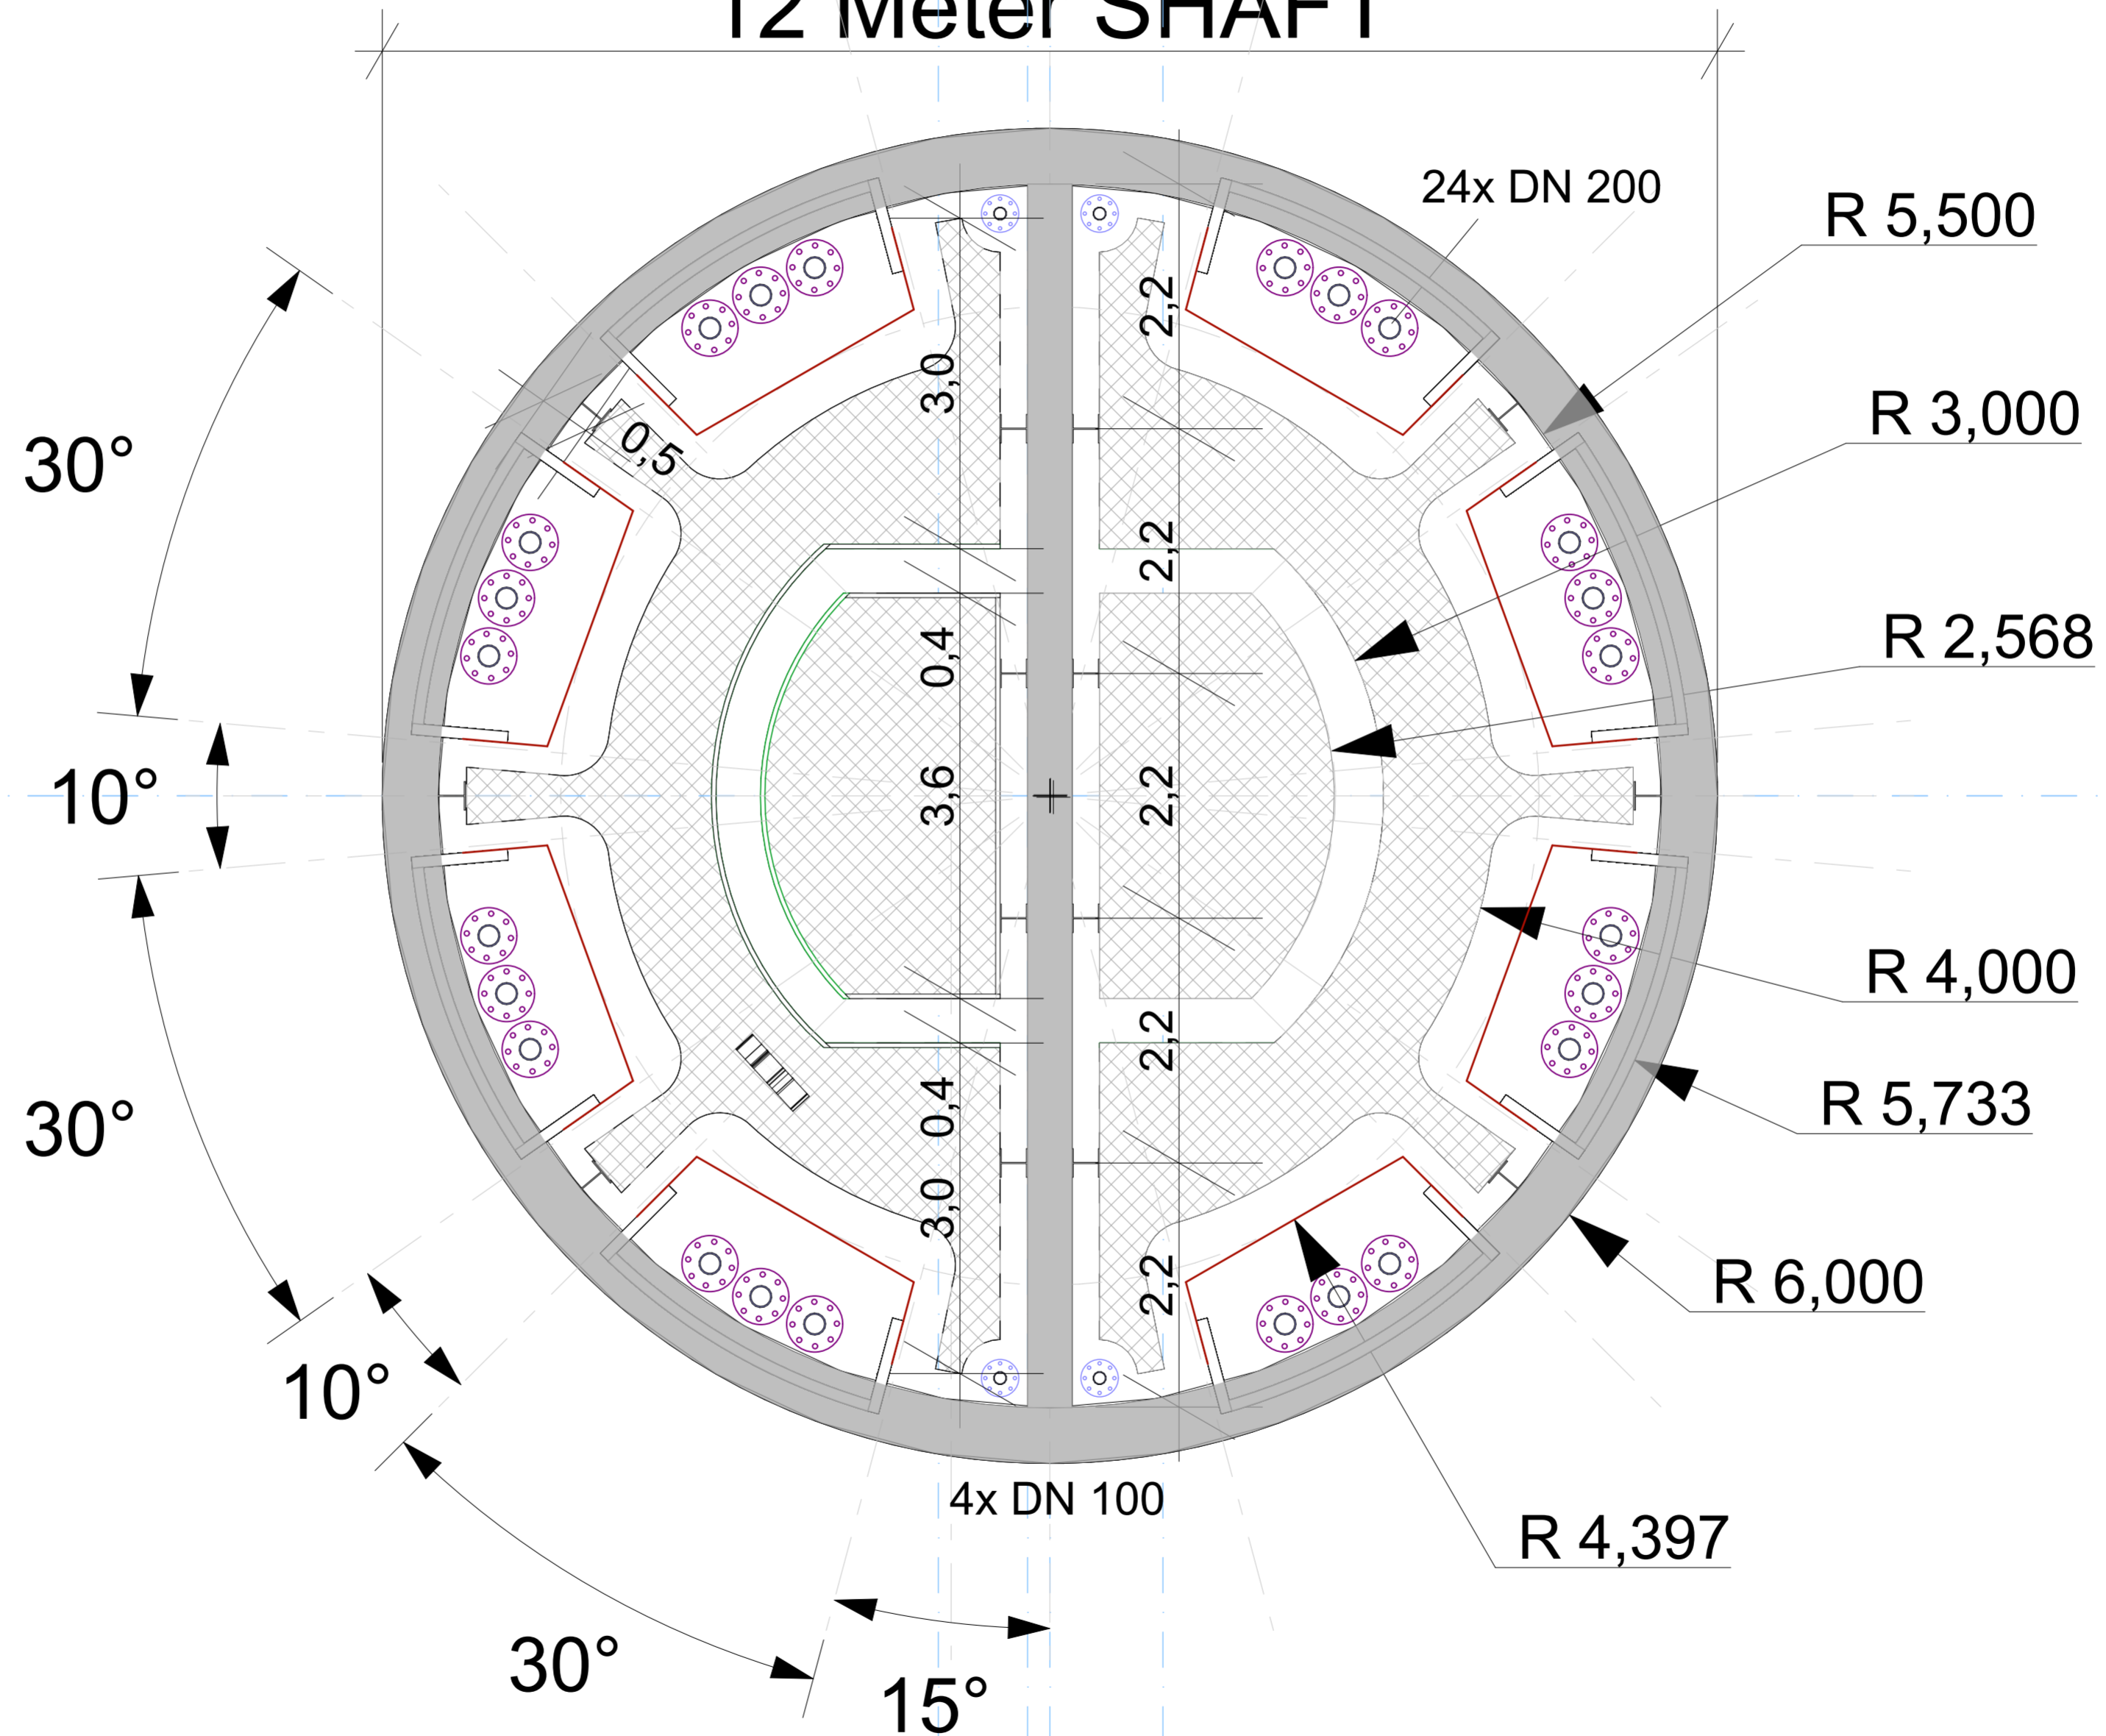 12 Meter SHAFT
24x DN 200
R 5,500
R 3,000
R 2,568
R 4,000
R 5,733
R 6,000
R 4,397
30°
10°
30°
10°
30°
15°
0,5
3,0
0,4
3,6
0,4
3,0
2,2
2,2
2,2
2,2
2,2
4x DN 100